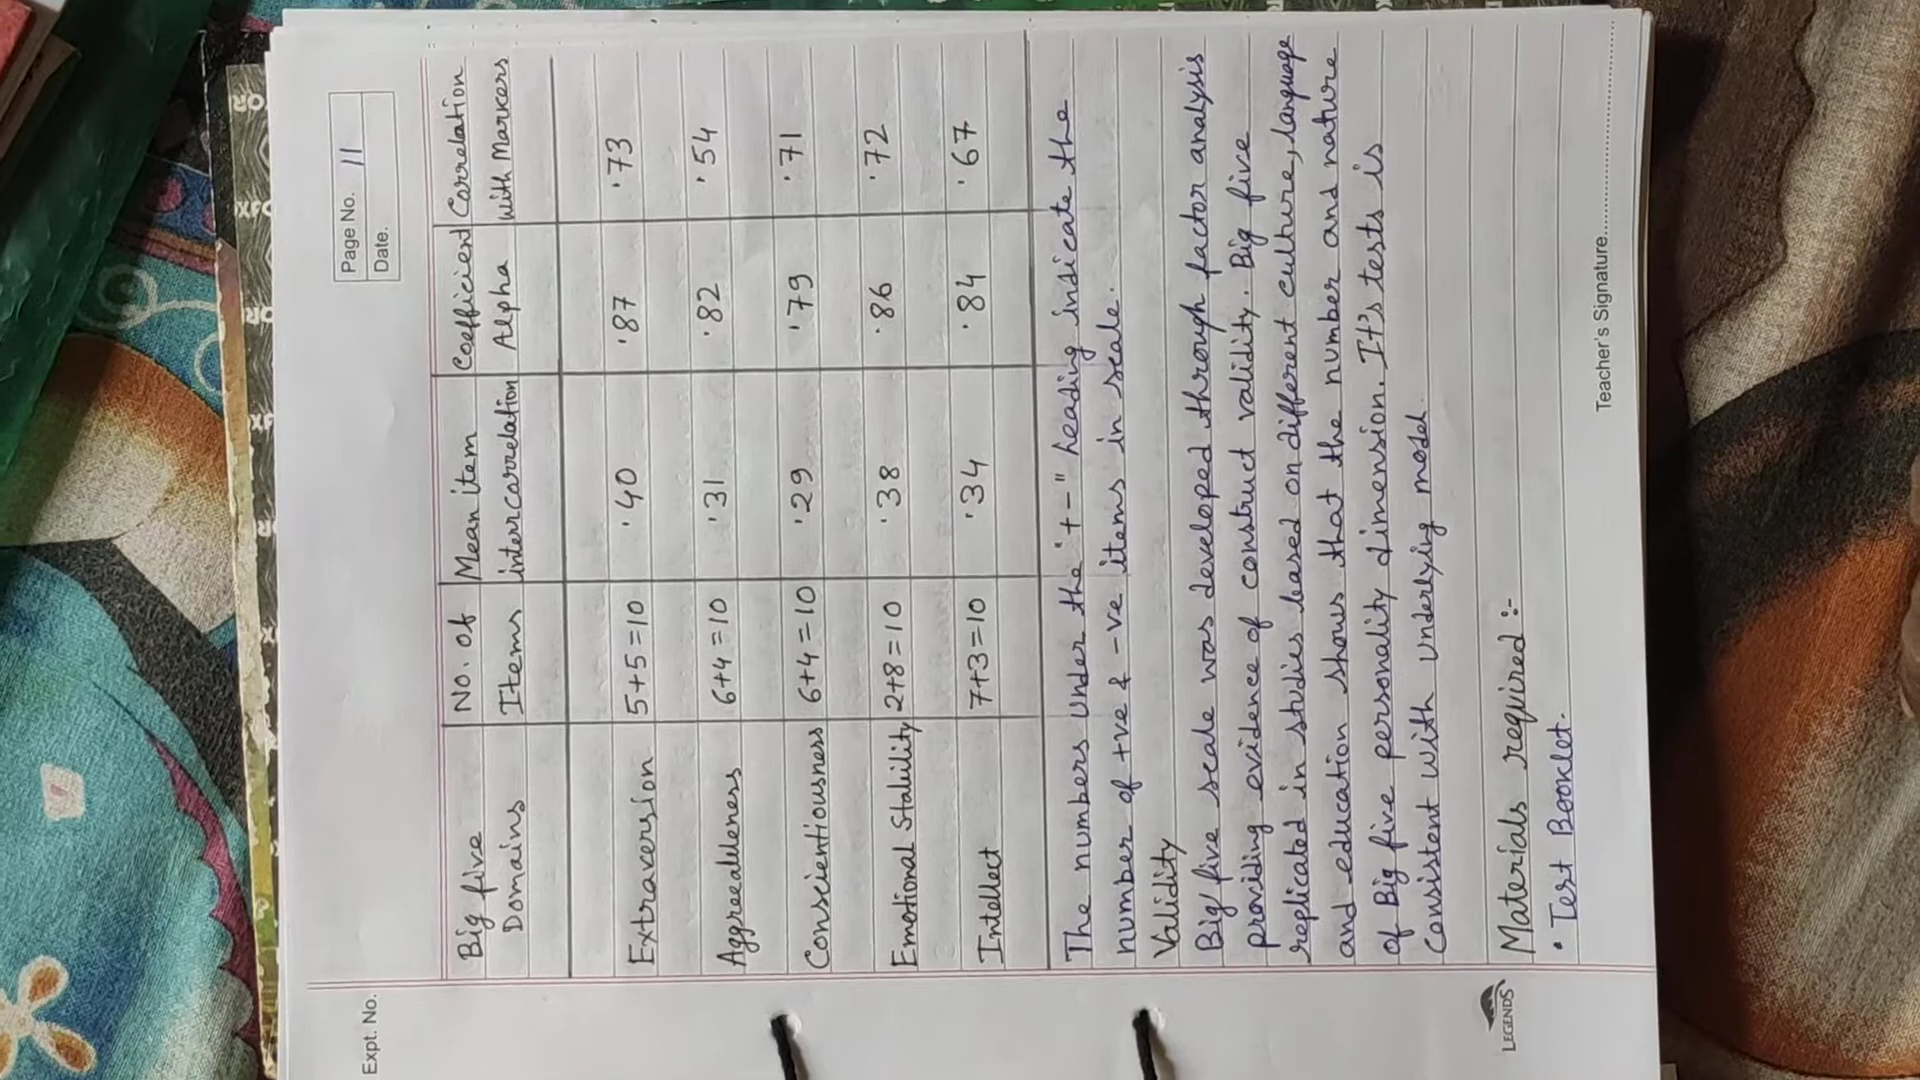 Page No. 11
Date.
Expt. No.
Big five No. of Mean item Coefficient Correlation
Domains Items intercorrelation Alpha with Markers
Extraversion 5+5=10 .40 .87 .73
Aggreeableness 6+4=10 .31 .82 .54
Conscientiousness 6+4=10 .29 .79 .71
Emotional Stability 2+8=10 .38 .86 .72
Intellet 7+3=10 .34 .84 .67
The numbers under the "+-" heading indicate the
number of +ve & -ve items in scale.
Validity
Big five scale was developed through factor analysis
providing evidence of construct validity. Big five
replicated in studies based on different culture, language
and education shows that the number and nature
of Big five personality dimension. It's tests is
Consistent with underlying model.
Materials required :-
• Test Booklet.
LEGENDS
Teacher's Signature